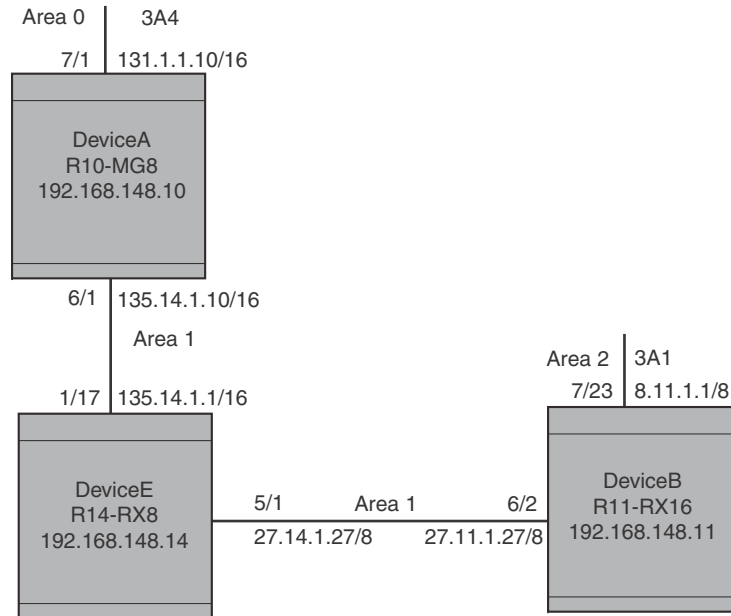 Area 0 3A4
7/1 131.1.1.10/16
DeviceA
R10-MG8
192.168.148.10
6/1 135.14.1.10/16
Area 1
1/17 135.14.1.1/16
Area 2 3A1
7/23 8.11.1.1/8
DeviceE
R14-RX8
192.168.148.14
5/1 Area 1 6/2
27.14.1.27/8 27.11.1.27/8
DeviceB
R11-RX16
192.168.148.11